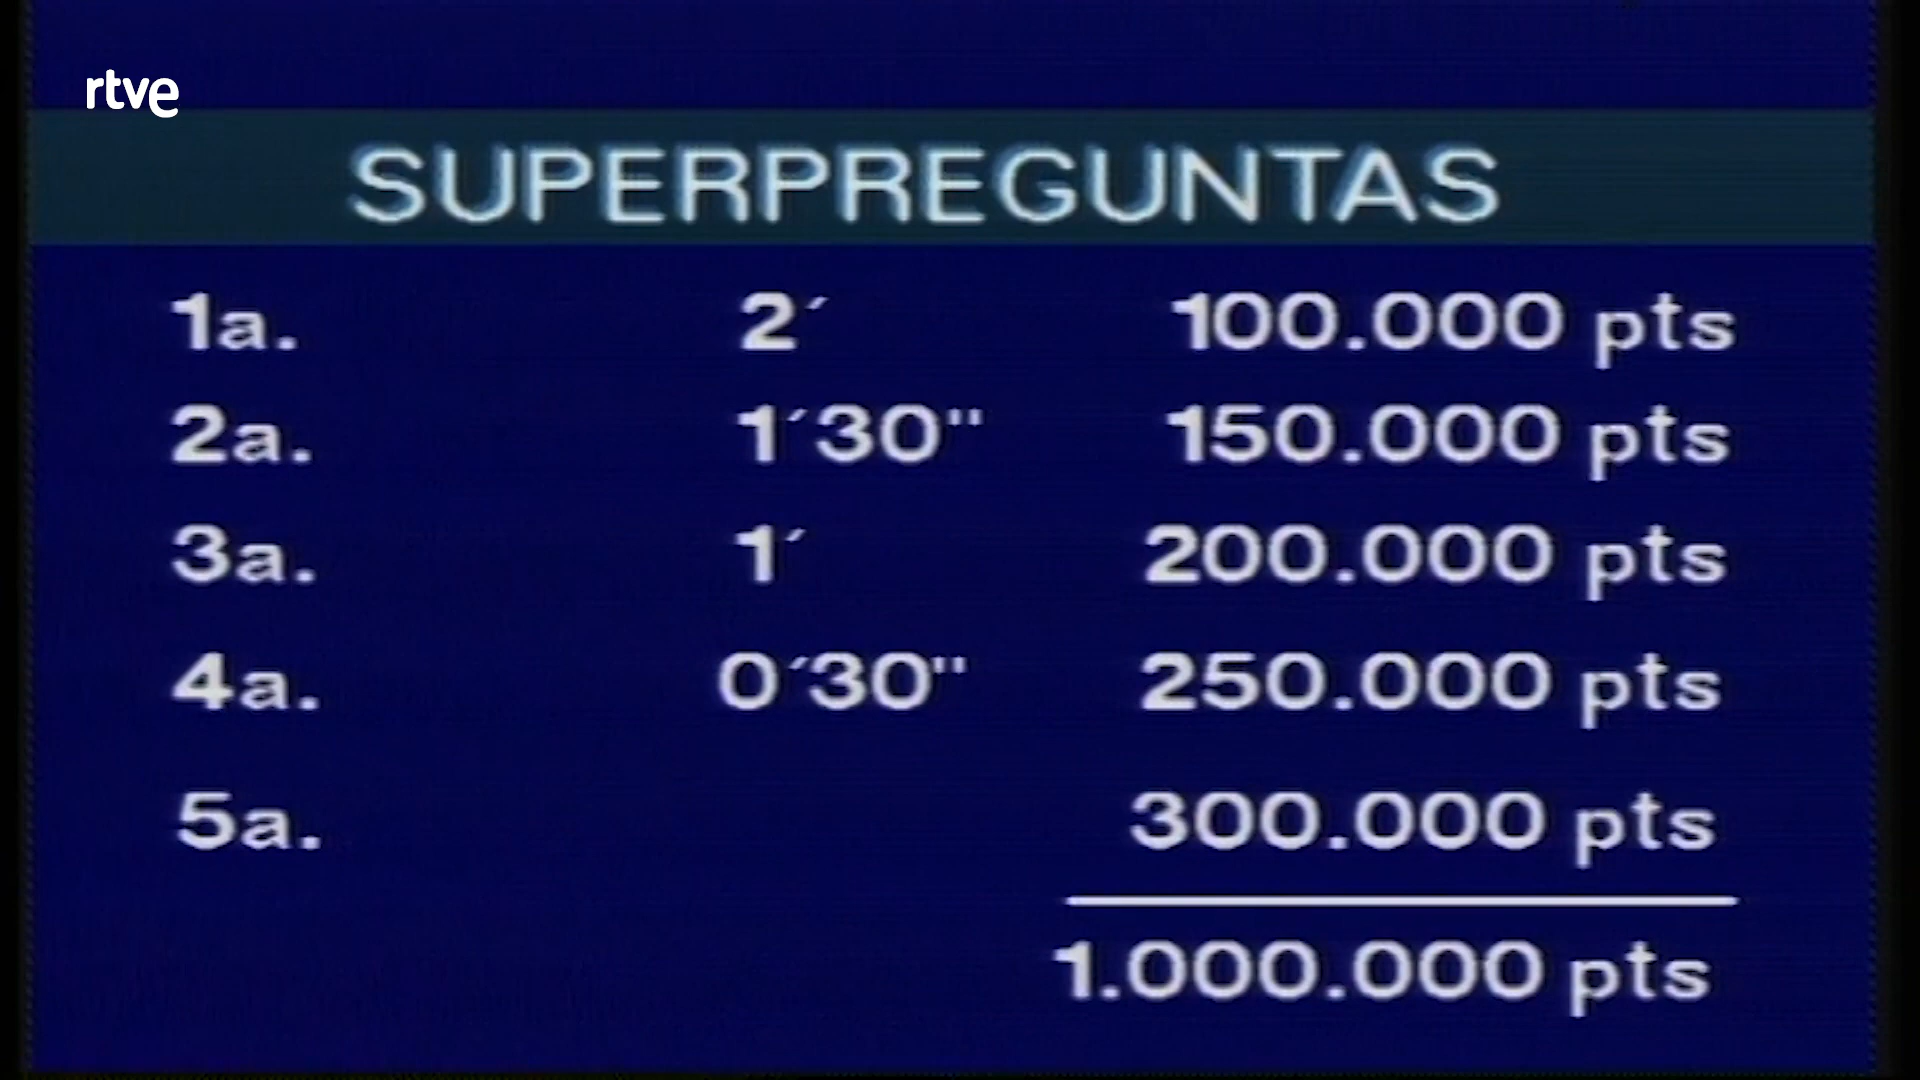 rtve
SUPERPREGUNTAS
1a. 2´ 100.000 pts
2a. 1´30" 150.000 pts
3a. 1´ 200.000 pts
4a. 0´30" 250.000 pts
5a. 300.000 pts
1.000.000 pts